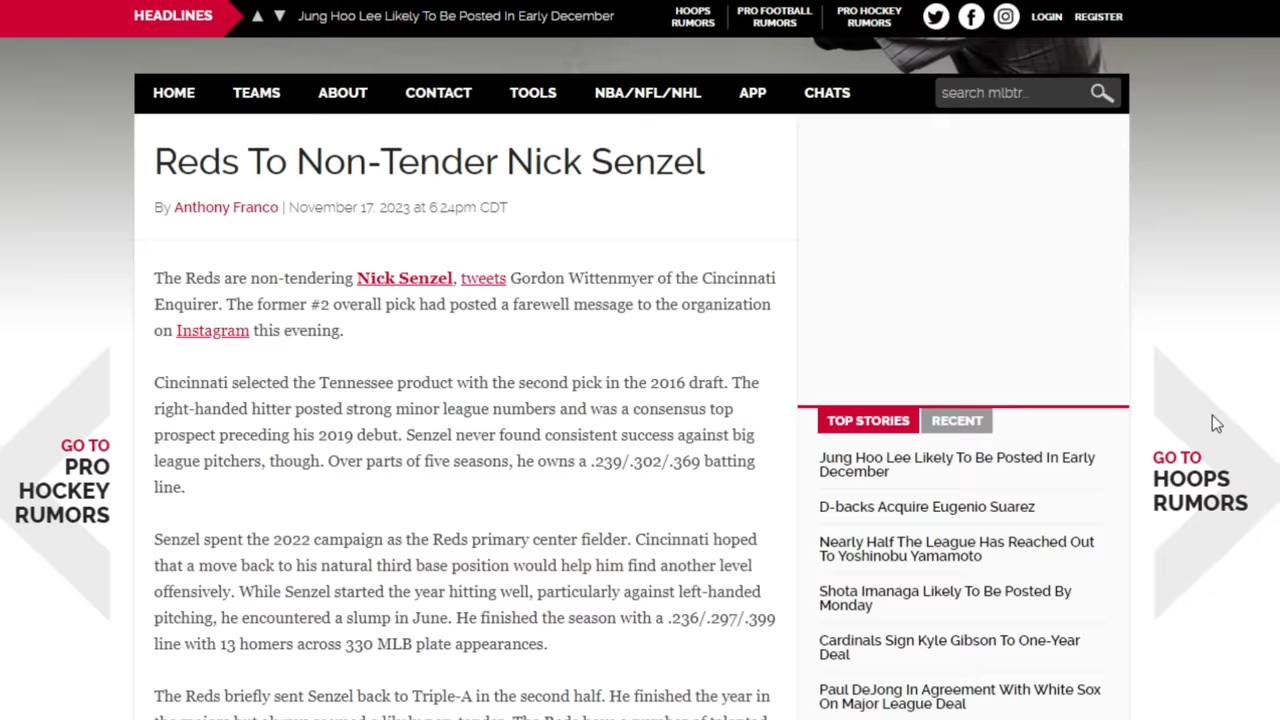 HEADLINES
Jung Hoo Lee Likely To Be Posted In Early December
HOOPS
RUMORS
PRO FOOTBALL
RUMORS
PRO HOCKEY
RUMORS
LOGIN
REGISTER
HOME
TEAMS
ABOUT
CONTACT
TOOLS
NBA/NFL/NHL
APP
CHATS
search mlbtr...
Reds To Non-Tender Nick Senzel
By Anthony Franco | November 17, 2023 at 6:24pm CDT
The Reds are non-tendering Nick Senzel, tweets Gordon Wittenmyer of the Cincinnati
Enquirer. The former #2 overall pick had posted a farewell message to the organization
on Instagram this evening.
Cincinnati selected the Tennessee product with the second pick in the 2016 draft. The
right-handed hitter posted strong minor league numbers and was a consensus top
prospect preceding his 2019 debut. Senzel never found consistent success against big
league pitchers, though. Over parts of five seasons, he owns a .239/.302/.369 batting
line.
Senzel spent the 2022 campaign as the Reds primary center fielder. Cincinnati hoped
that a move back to his natural third base position would help him find another level
offensively. While Senzel started the year hitting well, particularly against left-handed
pitching, he encountered a slump in June. He finished the season with a .236/.297/.399
line with 13 homers across 330 MLB plate appearances.
The Reds briefly sent Senzel back to Triple-A in the second half. He finished the year in
the majors but always seemed a likely non-tender. The Reds have a number of talented
GO TO
PRO
HOCKEY
RUMORS
TOP STORIES
RECENT
Jung Hoo Lee Likely To Be Posted In Early
December
D-backs Acquire Eugenio Suarez
Nearly Half The League Has Reached Out
To Yoshinobu Yamamoto
Shota Imanaga Likely To Be Posted By
Monday
Cardinals Sign Kyle Gibson To One-Year
Deal
Paul DeJong In Agreement With White Sox
On Major League Deal
GO TO
HOOPS
RUMORS